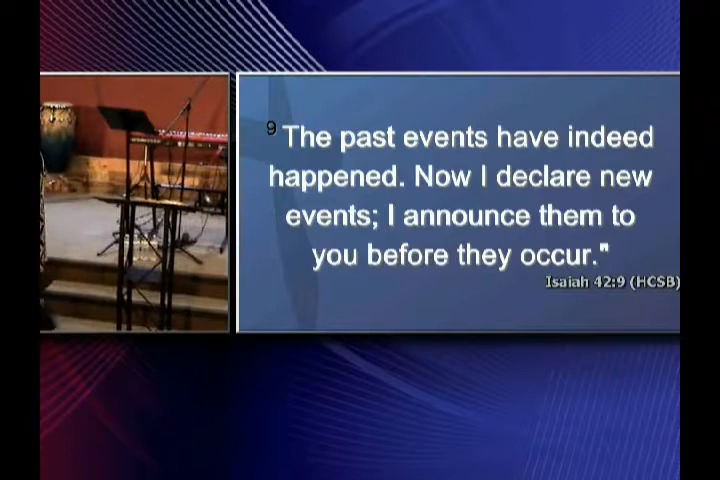 9 The past events have indeed
happened. Now I declare new
events; I announce them to
you before they occur."
Isaiah 42:9 (HCSB)